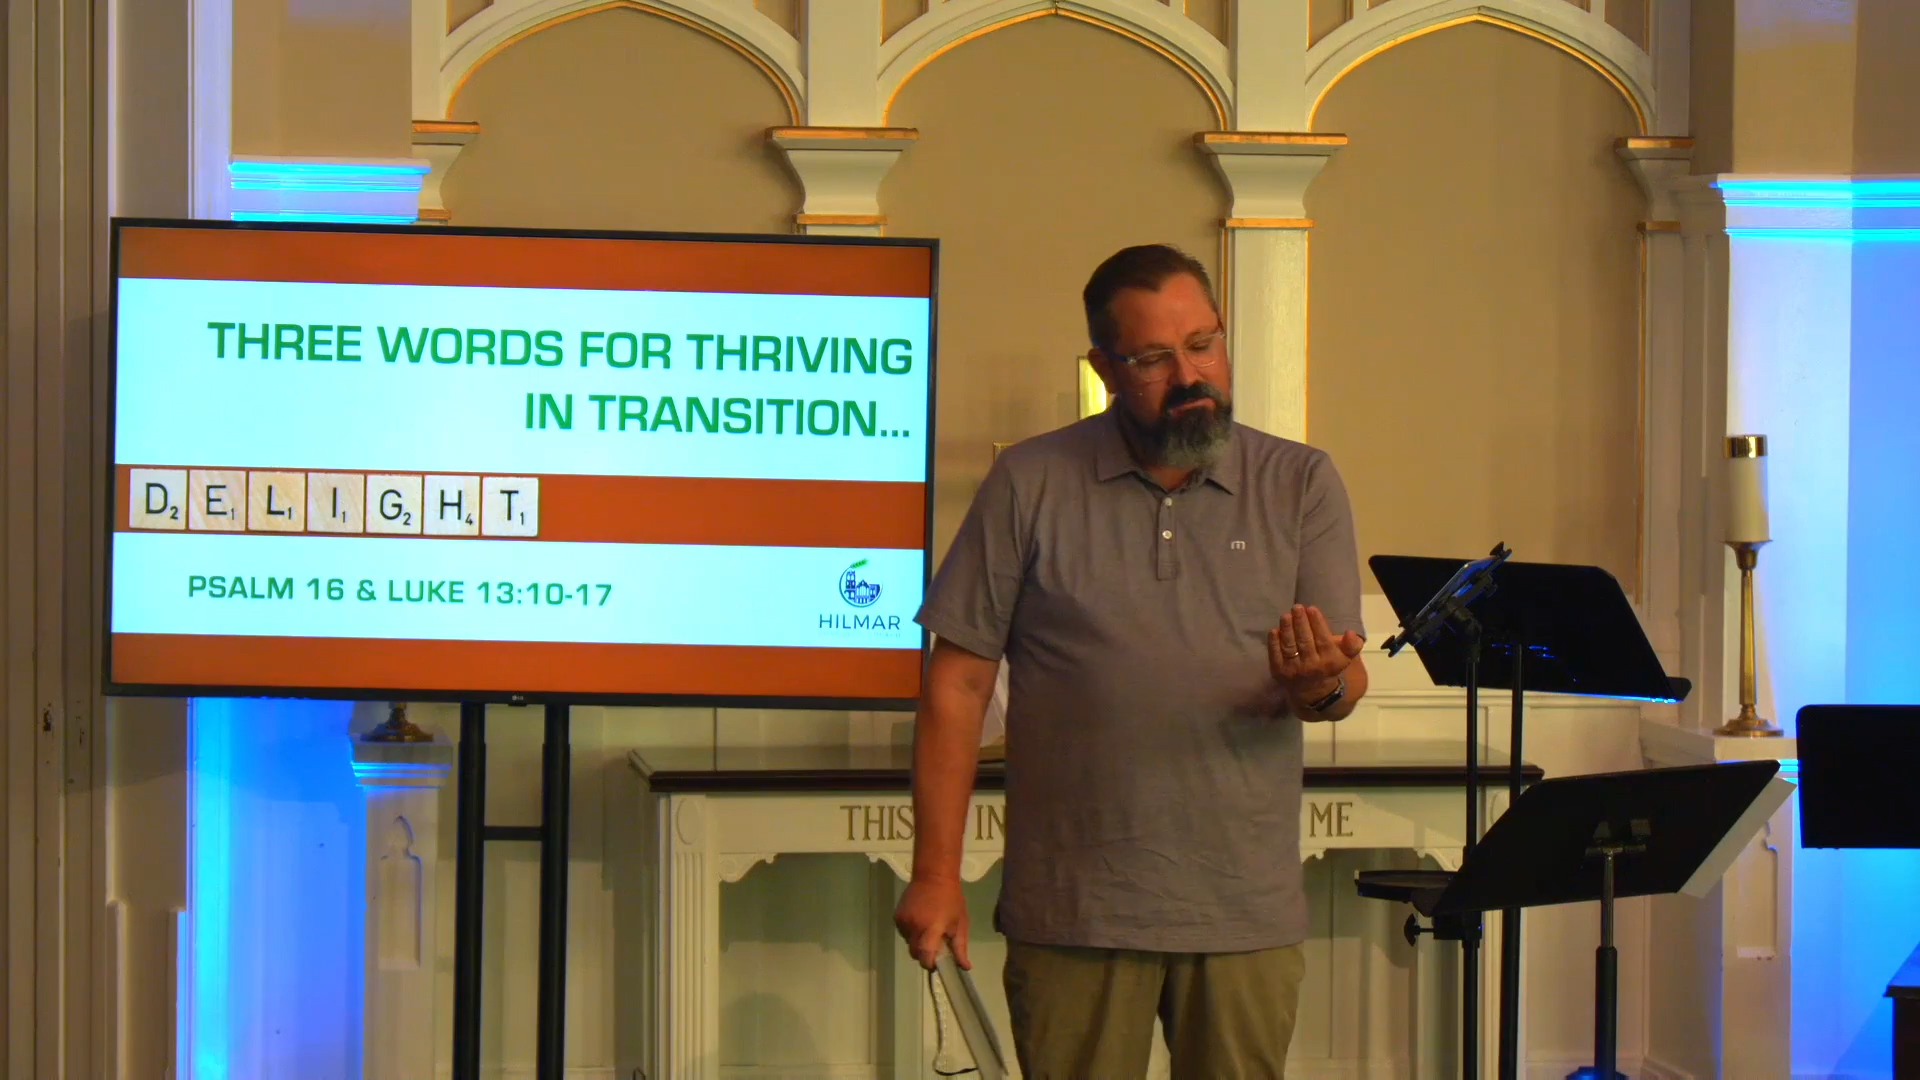 THREE WORDS FOR THRIVING
IN TRANSITION...
D2 E1 L1 I1 G2 H4 T1
PSALM 16 & LUKE 13:10-17
HILMAR
LG
THIS IN ME